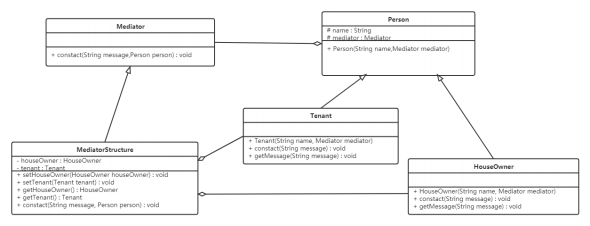 Mediator
+ constact(String message,Person person) : void
Person
# name : String
# mediator : Mediator
+ Person(String name,Mediator mediator)
Tenant
+ Tenant(String name, Mediator mediator)
+ constact(String message) : void
+ getMessage(String message) : void
MediatorStructure
- houseOwner : HouseOwner
- tenant : Tenant
+ setHouseOwner(HouseOwner houseOwner) : void
+ setTenant(Tenant tenant) : void
+ getHouseOwner() : HouseOwner
+ getTenant() : Tenant
+ constact(String message, Person person) : void
HouseOwner
+ HouseOwner(String name, Mediator mediator)
+ constact(String message) : void
+ getMessage(String message) : void